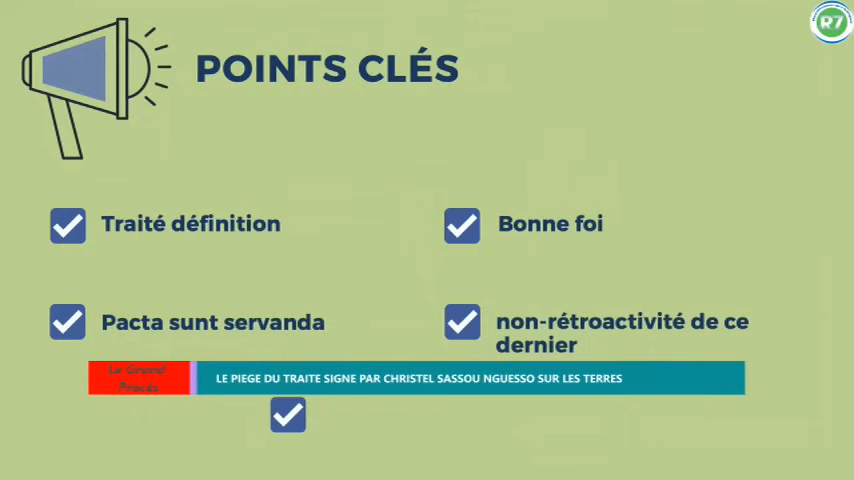 R7
POINTS CLÉS
Traité définition
Bonne foi
Pacta sunt servanda
non-rétroactivité de ce
dernier
Le Grand
Procès
LE PIEGE DU TRAITE SIGNE PAR CHRISTEL SASSOU NGUESSO SUR LES TERRES